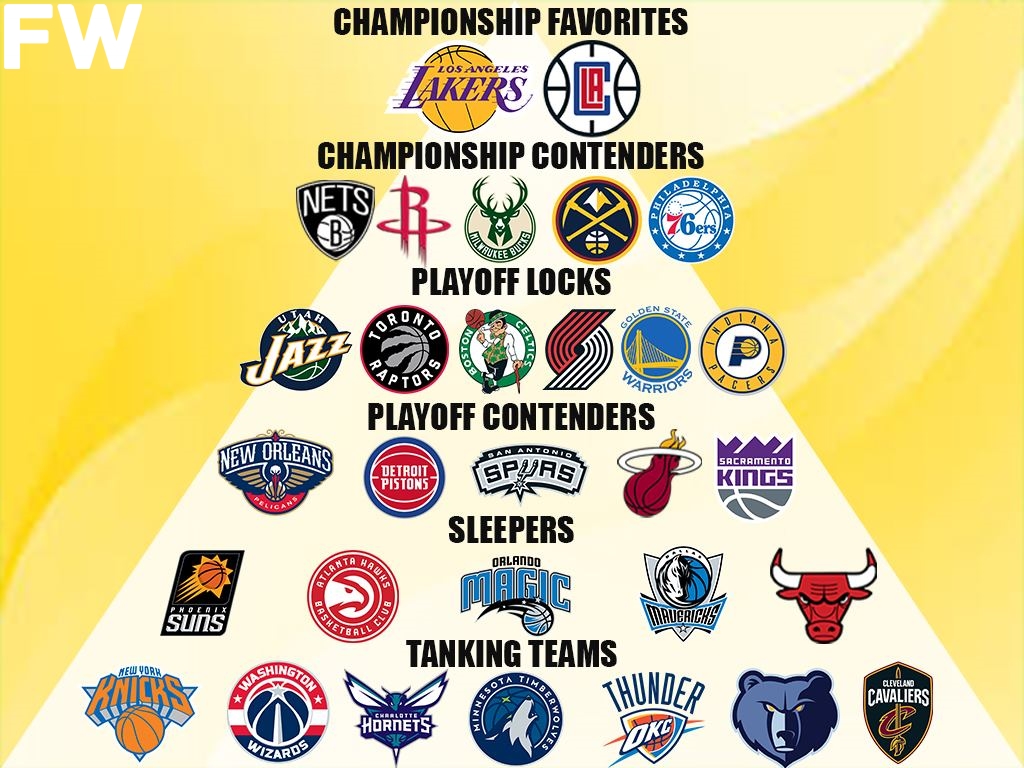 FW
CHAMPIONSHIP FAVORITES
LOS ANGELES
LAKERS
LAC
CHAMPIONSHIP CONTENDERS
NETS
B
R
MILWAUKEE BUCKS
PHILADELPHIA
76ers
PLAYOFF LOCKS
UTAH
JAZZ
TORONTO
RAPTORS
BOSTON
CELTICS
GOLDEN STATE
WARRIORS
INDIANA
PACERS
P
PLAYOFF CONTENDERS
NEW ORLEANS
PELICANS
DETROIT
PISTONS
SAN ANTONIO
SPURS
SACRAMENTO
KINGS
SLEEPERS
PHOENIX
SUNS
ATLANTA HAWKS
BASKETBALL CLUB
ORLANDO
MAGIC
DALLAS
MAVERICKS
TANKING TEAMS
NEW YORK
KNICKS
WASHINGTON
WIZARDS
CHARLOTTE
HORNETS
MINNESOTA TIMBERWOLVES
THUNDER
OKC
CLEVELAND
CAVALIERS
C